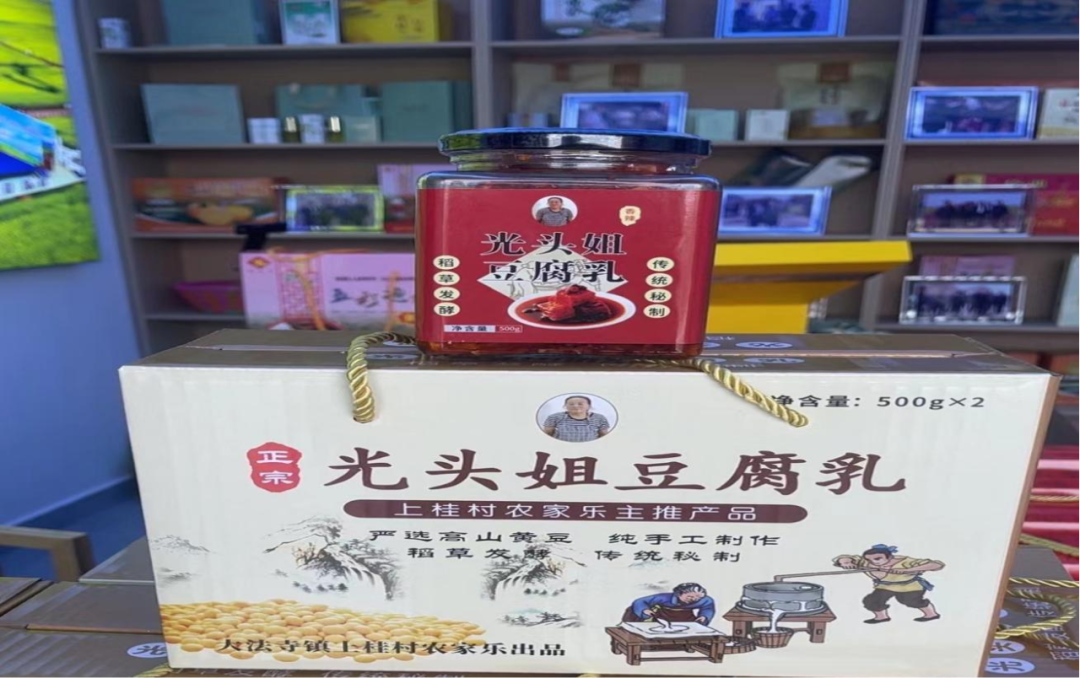 香辣
光头姐
豆腐乳
稻草发酵
传统秘制
净含量 500g
净含量：500g×2
正宗
光头姐豆腐乳
上桂村农家乐主推产品
严选高山黄豆 纯手工制作
稻草发酵 传统秘制
大法寺镇上桂村农家乐出品